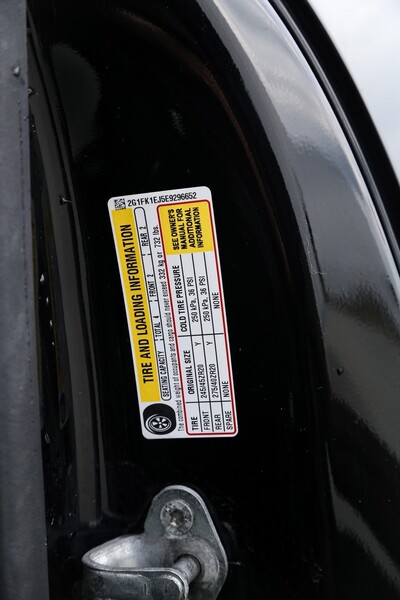 2G1FK1EJ5E9296652
TIRE AND LOADING INFORMATION
SEATING CAPACITY TOTAL 4 FRONT 2 REAR 2
The combined weight of occupants and cargo should never exceed 332 kg or 732 lbs.
TIRE ORIGINAL SIZE COLD TIRE PRESSURE
FRONT 245/45ZR20 250 kPa, 36 PSI
REAR 275/40ZR20 Y 250 kPa, 36 PSI
SPARE NONE NONE
SEE OWNER'S
MANUAL FOR
ADDITIONAL
INFORMATION